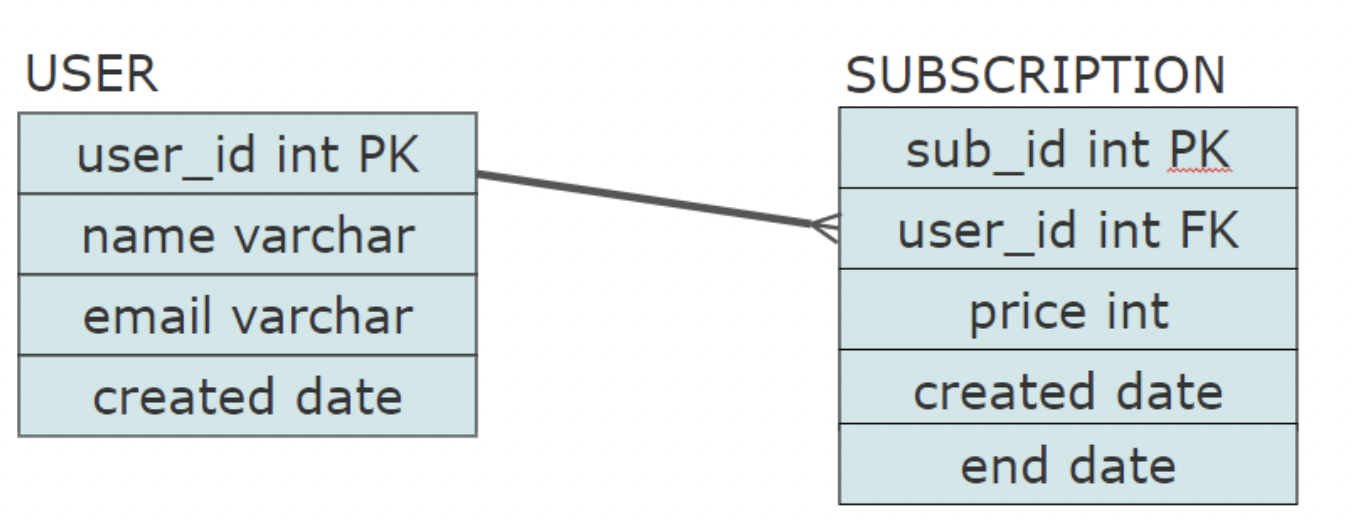 USER
user_id int PK
name varchar
email varchar
created date
SUBSCRIPTION
sub_id int PK
user_id int FK
price int
created date
end date